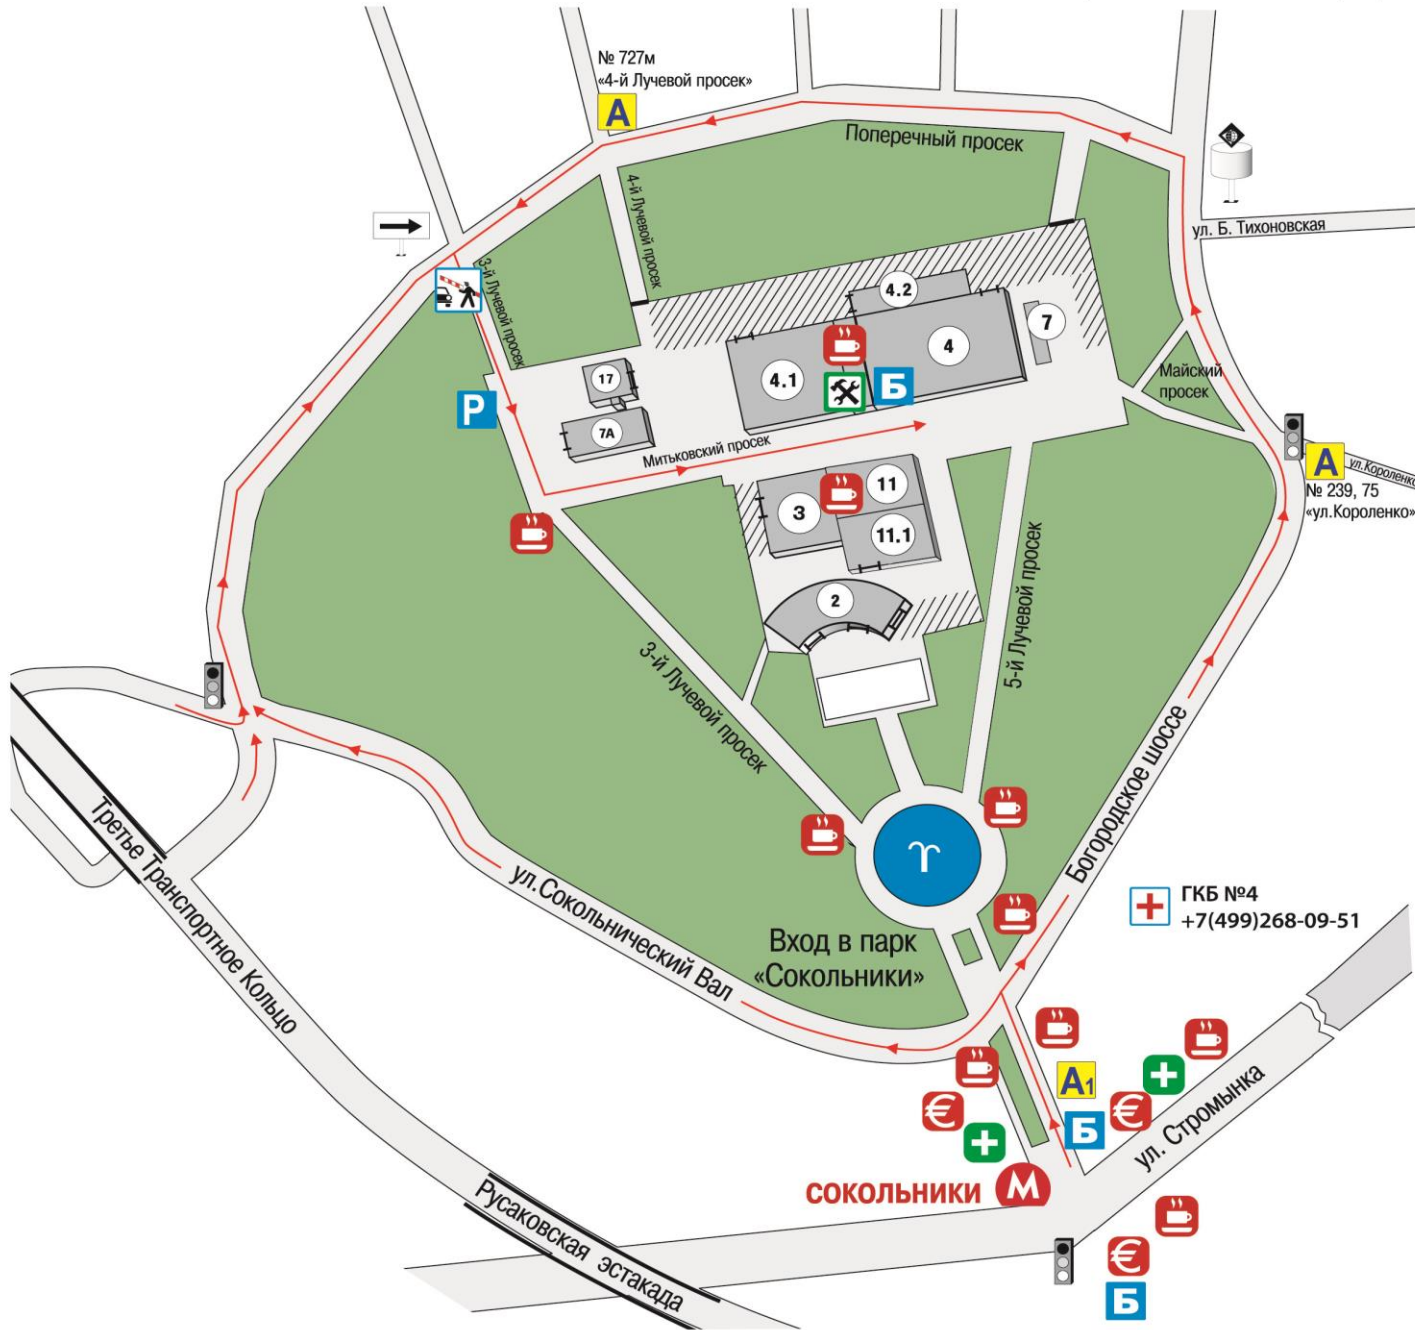 № 727м
«4-й Лучевой просек»
А
Поперечный просек
4-й Лучевой просек
ул. Б. Тихоновская
3-й Лучевой просек
4.2
7
4
4.1
17
Р
Б
7А
Майский
просек
Митьковский просек
А
ул.Короленко
№ 239, 75
«ул.Короленко»
3
11
11.1
2
5-й Лучевой просек
3-й Лучевой просек
Богородское шоссе
Третье Транспортное Кольцо
ул.Сокольнический Вал
ГКБ №4
+7(499)268-09-51
Вход в парк
«Сокольники»
А1
€
€
Б
ул. Стромынка
СОКОЛЬНИКИ
М
Русаковская эстакада
€
Б